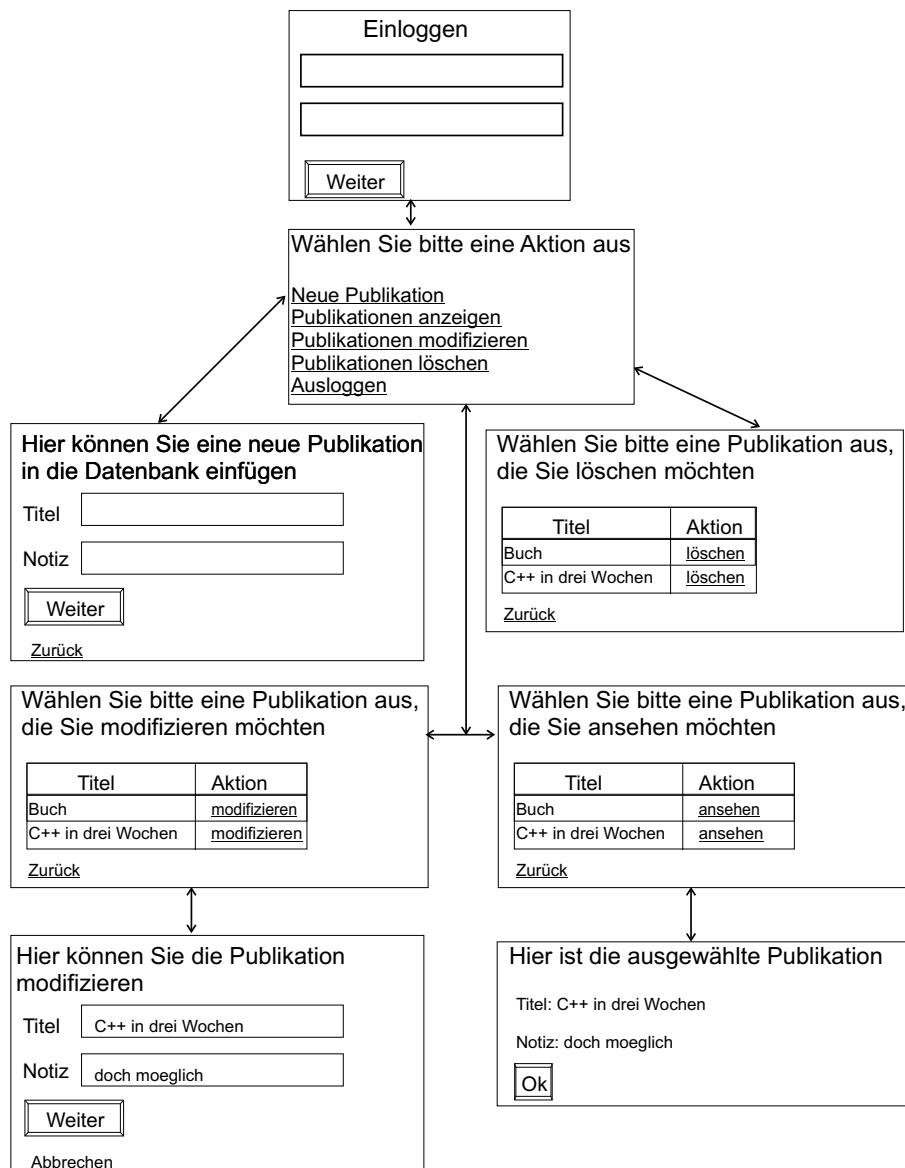 Einloggen
Weiter
Wählen Sie bitte eine Aktion aus
Neue Publikation
Publikationen anzeigen
Publikationen modifizieren
Publikationen löschen
Ausloggen
Hier können Sie eine neue Publikation
in die Datenbank einfügen
Titel
Notiz
Weiter
Zurück
Wählen Sie bitte eine Publikation aus,
die Sie löschen möchten
Titel Aktion
Buch löschen
C++ in drei Wochen löschen
Zurück
Wählen Sie bitte eine Publikation aus,
die Sie modifizieren möchten
Titel Aktion
Buch modifizieren
C++ in drei Wochen modifizieren
Zurück
Wählen Sie bitte eine Publikation aus,
die Sie ansehen möchten
Titel Aktion
Buch ansehen
C++ in drei Wochen ansehen
Zurück
Hier können Sie die Publikation
modifizieren
Titel C++ in drei Wochen
Notiz doch moeglich
Weiter
Abbrechen
Hier ist die ausgewählte Publikation
Titel: C++ in drei Wochen
Notiz: doch moeglich
Ok